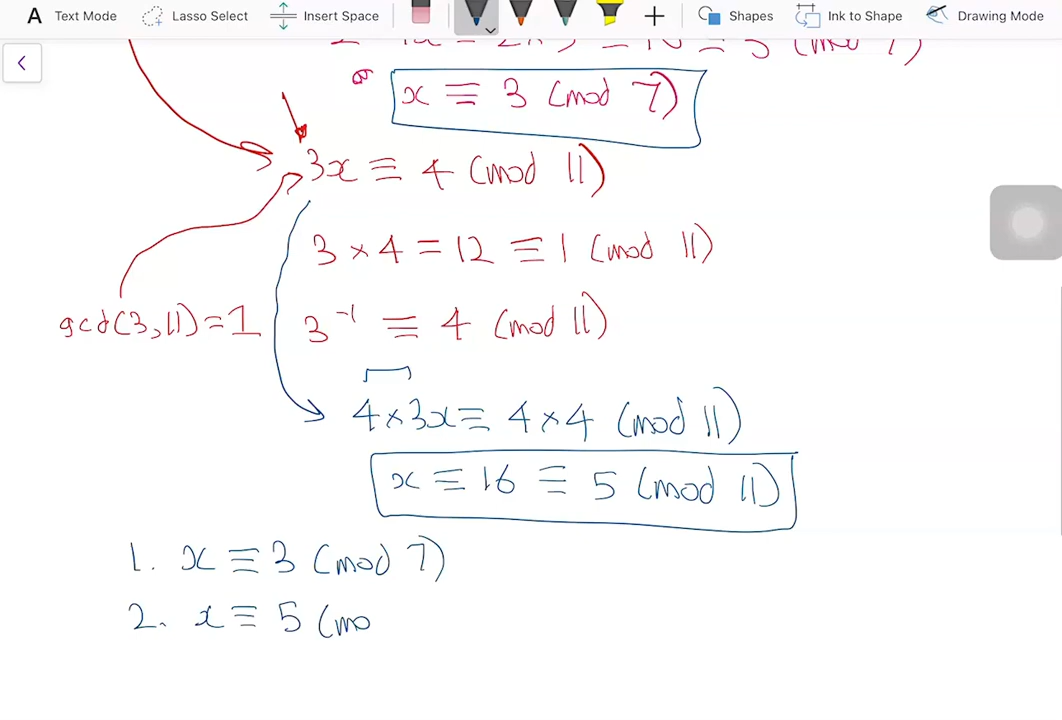 A Text Mode Lasso Select Insert Space Shapes Ink to Shape Drawing Mode
x ≡ 3 (mod 7)
3x ≡ 4 (mod 11)
3 × 4 = 12 ≡ 1 (mod 11)
gcd(3,11)=1
3⁻¹ ≡ 4 (mod 11)
4×3x ≡ 4×4 (mod 11)
x ≡ 16 ≡ 5 (mod 11)
1. x ≡ 3 (mod 7)
2. x ≡ 5 (mo